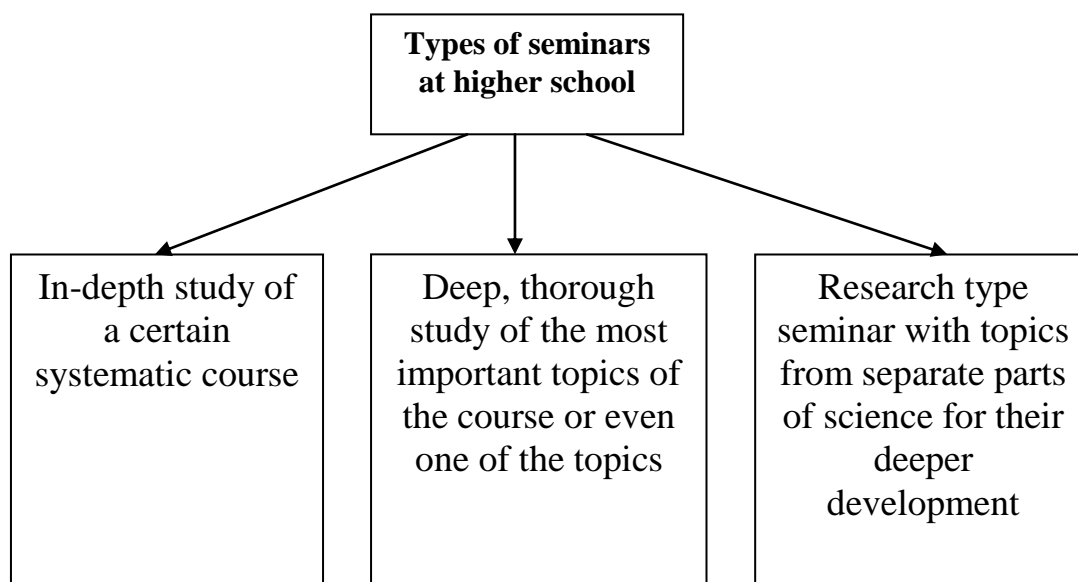 Types of seminars
at higher school
In-depth study of
a certain
systematic course
Deep, thorough
study of the most
important topics of
the course or even
one of the topics
Research type
seminar with topics
from separate parts
of science for their
deeper
development